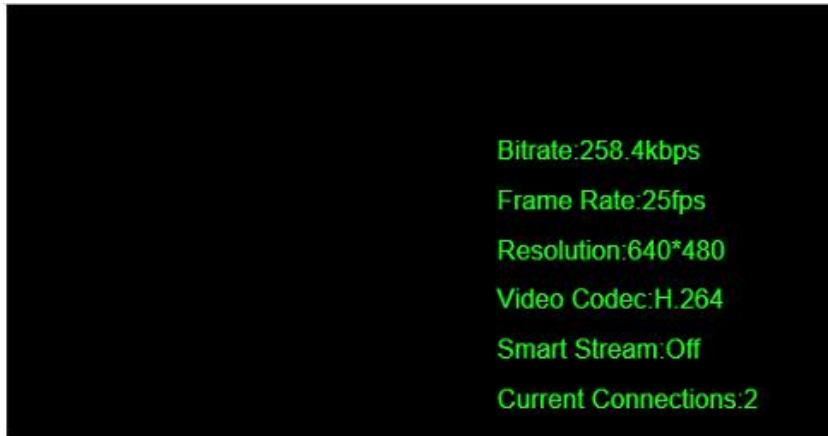 Bitrate:258.4kbps
Frame Rate:25fps
Resolution:640*480
Video Codec:H.264
Smart Stream:Off
Current Connections:2